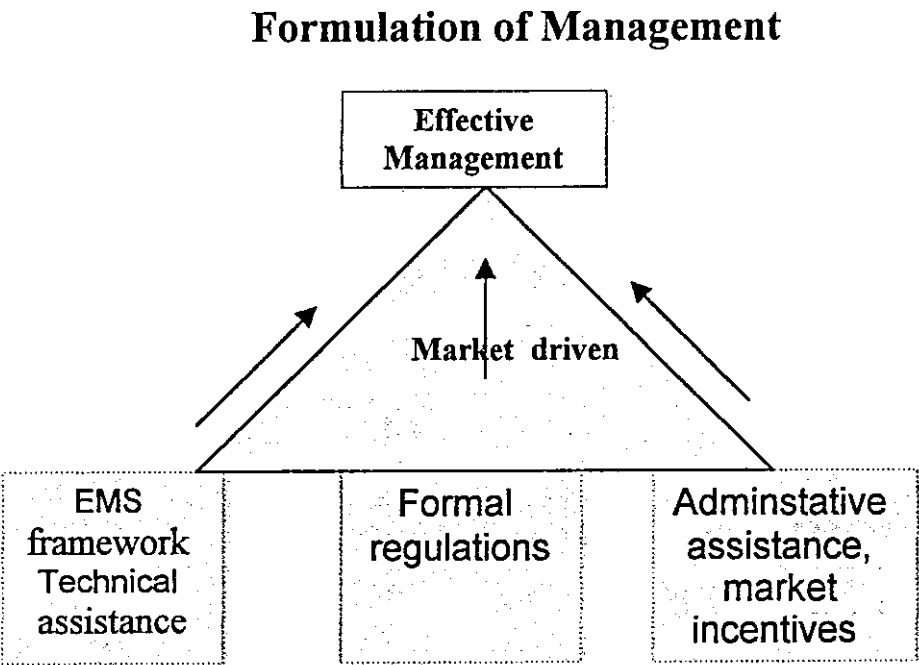 Formulation of Management
Effective
Management
Market driven
EMS
framework
Technical
assistance
Formal
regulations
Adminstative
assistance,
market
incentives